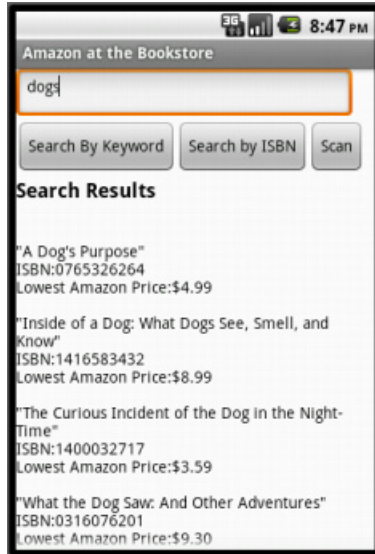 3G 8:47 PM
Amazon at the Bookstore
dogs
Search By Keyword Search by ISBN Scan
Search Results
"A Dog's Purpose"
ISBN:0765326264
Lowest Amazon Price:$4.99
"Inside of a Dog: What Dogs See, Smell, and
Know"
ISBN:1416583432
Lowest Amazon Price:$8.99
"The Curious Incident of the Dog in the Night-
Time"
ISBN:1400032717
Lowest Amazon Price:$3.59
"What the Dog Saw: And Other Adventures"
ISBN:0316076201
Lowest Amazon Price:$9.30